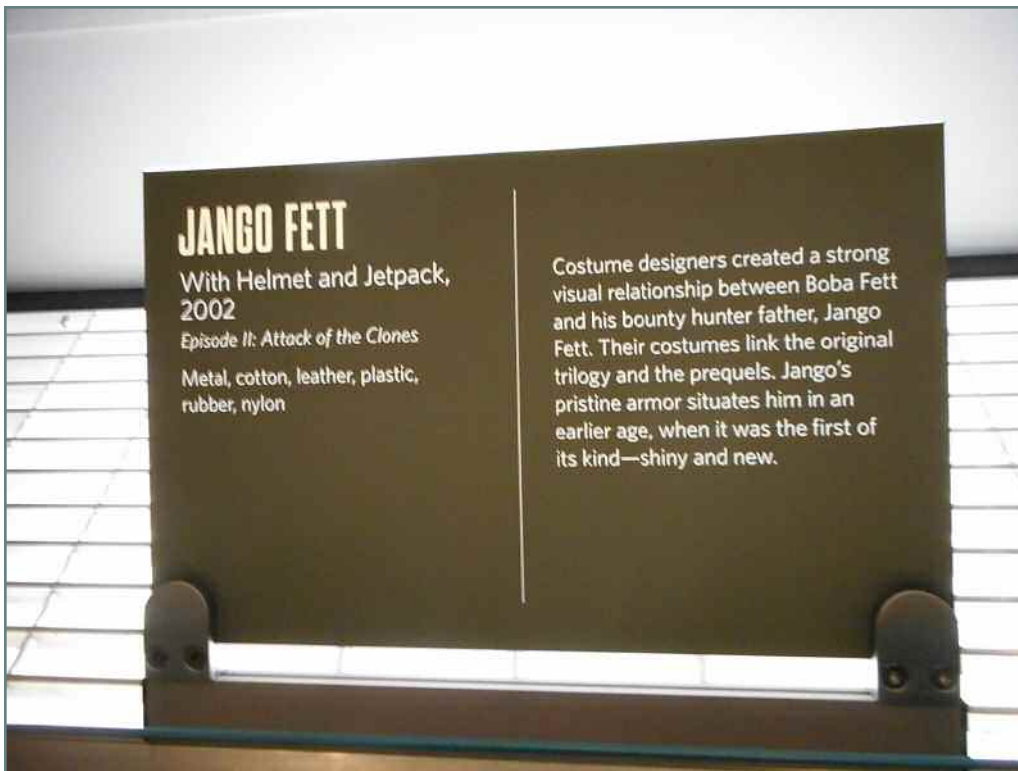 JANGO FETT
With Helmet and Jetpack,
2002
Episode II: Attack of the Clones
Metal, cotton, leather, plastic,
rubber, nylon
Costume designers created a strong
visual relationship between Boba Fett
and his bounty hunter father, Jango
Fett. Their costumes link the original
trilogy and the prequels. Jango’s
pristine armor situates him in an
earlier age, when it was the first of
its kind—shiny and new.